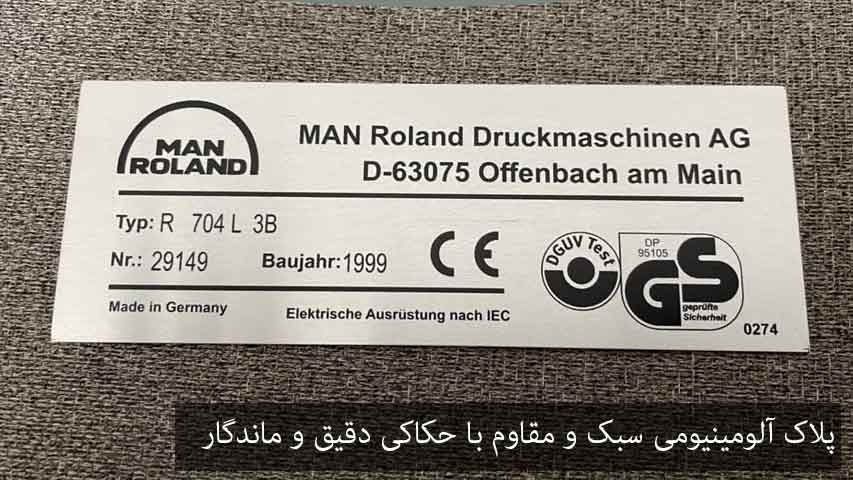 MAN
ROLAND
MAN Roland Druckmaschinen AG
D-63075 Offenbach am Main
Typ: R 704 L 3B
Nr.: 29149 Baujahr: 1999
CE
DGUV Test
DP
95105
GS
geprüfte
Sicherheit
Made in Germany
Elektrische Ausrüstung nach IEC
0274
پلاک آلومینیومی سبک و مقاوم با حکاکی دقیق و ماندگار